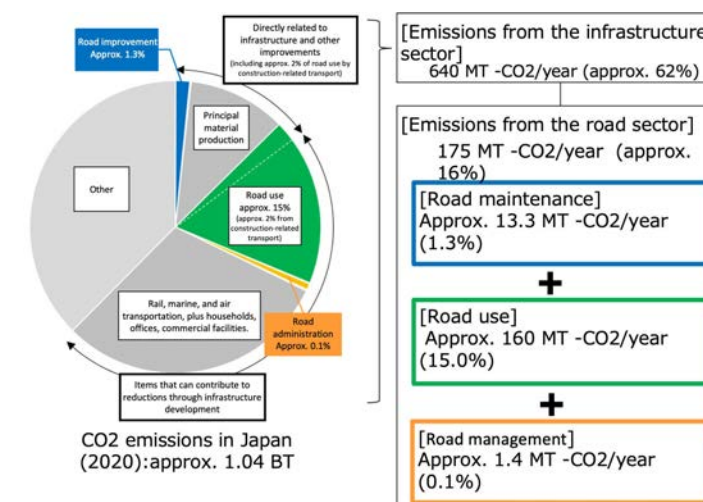 Road improvement
Approx. 1.3%
Directly related to
infrastructure and other
improvements
(including approx. 2% of road use by
construction-related transport)
Principal
material
production
Other
Road use
approx. 15%
(approx. 2% from
construction-related
transport)
Rail, marine, and air
transportation, plus households,
offices, commercial facilities.
Road
administration
Approx. 0.1%
Items that can contribute to
reductions through infrastructure
development
CO2 emissions in Japan
(2020):approx. 1.04 BT
[Emissions from the infrastructure
sector]
640 MT -CO2/year (approx. 62%)
[Emissions from the road sector]
175 MT -CO2/year (approx.
16%)
[Road maintenance]
Approx. 13.3 MT -CO2/year
(1.3%)
+
[Road use]
Approx. 160 MT -CO2/year
(15.0%)
+
[Road management]
Approx. 1.4 MT -CO2/year
(0.1%)